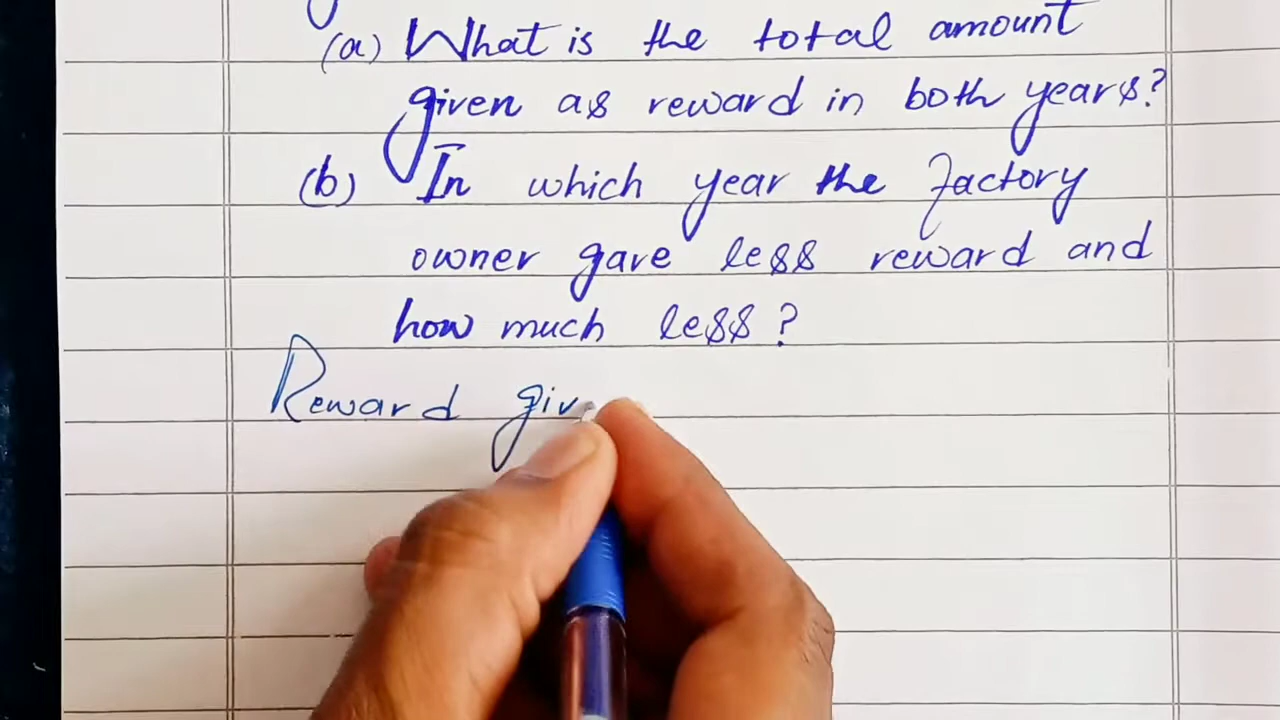 (a) What is the total amount
given as reward in both years?
(b) In which year the factory
owner gave less reward and
how much less?
Reward giv